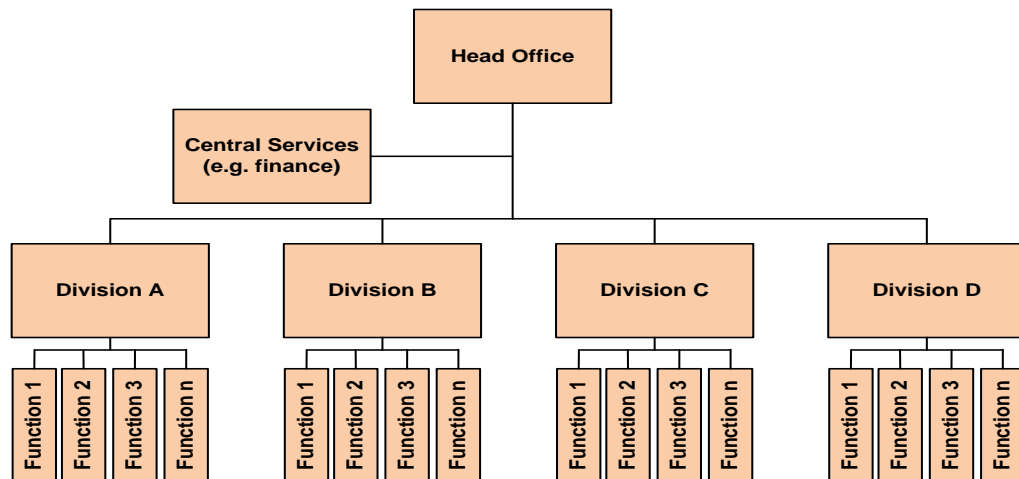 Head Office
Central Services
(e.g. finance)
Division A
Division B
Division C
Division D
Function 1
Function 2
Function 3
Function n
Function 1
Function 2
Function 3
Function n
Function 1
Function 2
Function 3
Function n
Function 1
Function 2
Function 3
Function n